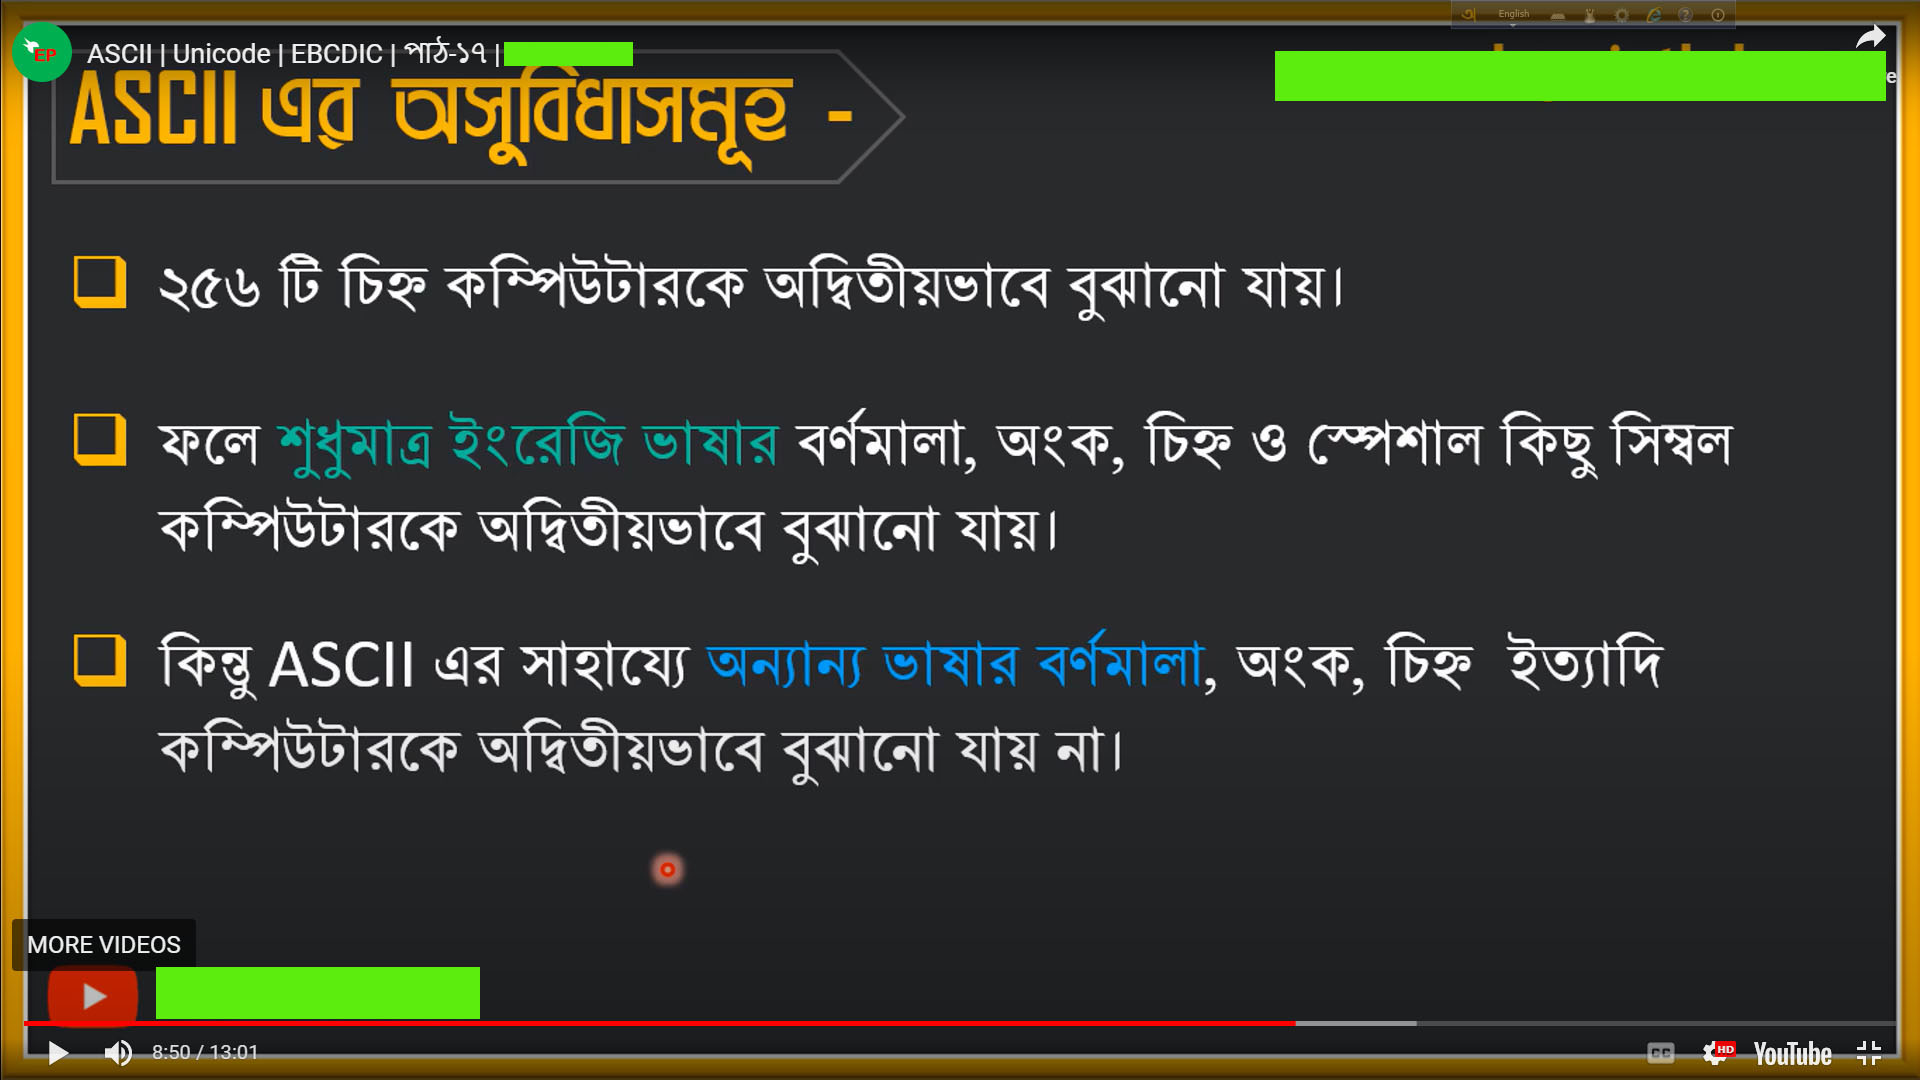 English
EP
ASCII | Unicode | EBCDIC | পাঠ-১৭ |
ASCII এর অসুবিধাসমূহ -
২৫৬ টি চিহ্ন কম্পিউটারকে অদ্বিতীয়ভাবে বুঝানো যায়।
ফলে শুধুমাত্র ইংরেজি ভাষার বর্ণমালা, অংক, চিহ্ন ও স্পেশাল কিছু সিম্বল
কম্পিউটারকে অদ্বিতীয়ভাবে বুঝানো যায়।
কিন্তু ASCII এর সাহায্যে অন্যান্য ভাষার বর্ণমালা, অংক, চিহ্ন ইত্যাদি
কম্পিউটারকে অদ্বিতীয়ভাবে বুঝানো যায় না।
MORE VIDEOS
8:50 / 13:01
CC HD YouTube